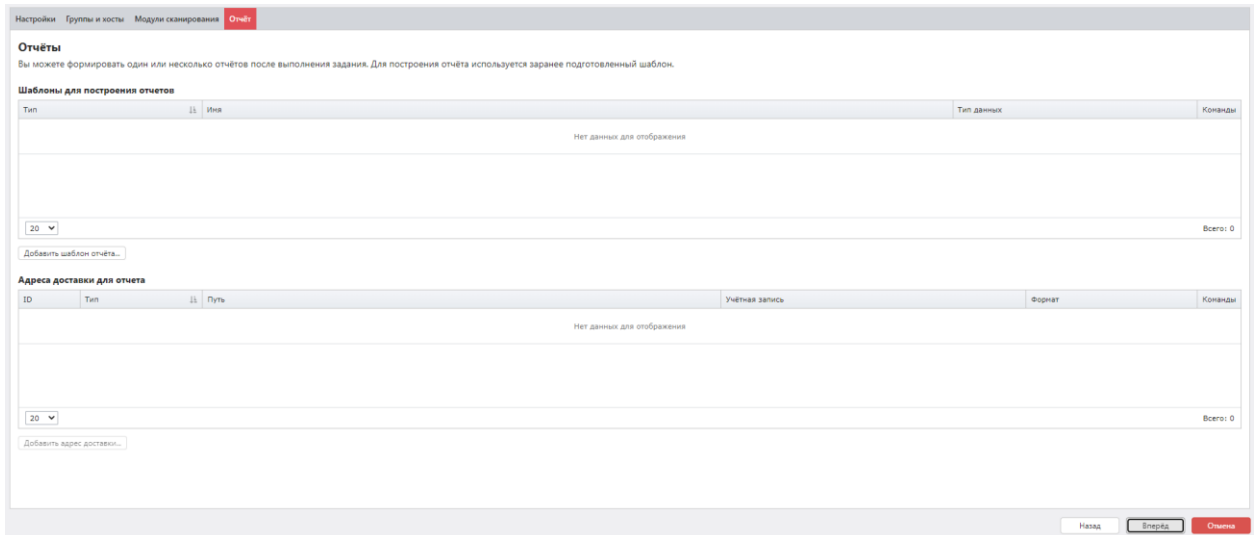 Настройки Группы и хосты Модули сканирования Отчёт
Отчёты
Вы можете формировать один или несколько отчётов после выполнения задания. Для построения отчёта используется заранее подготовленный шаблон.
Шаблоны для построения отчетов
Тип Имя Тип данных Команды
Нет данных для отображения
20 Всего: 0
Добавить шаблон отчёта...
Адреса доставки для отчета
ID Тип Путь Учётная запись Формат Команды
Нет данных для отображения
20 Всего: 0
Добавить адрес доставки...
Назад Вперёд Отмена